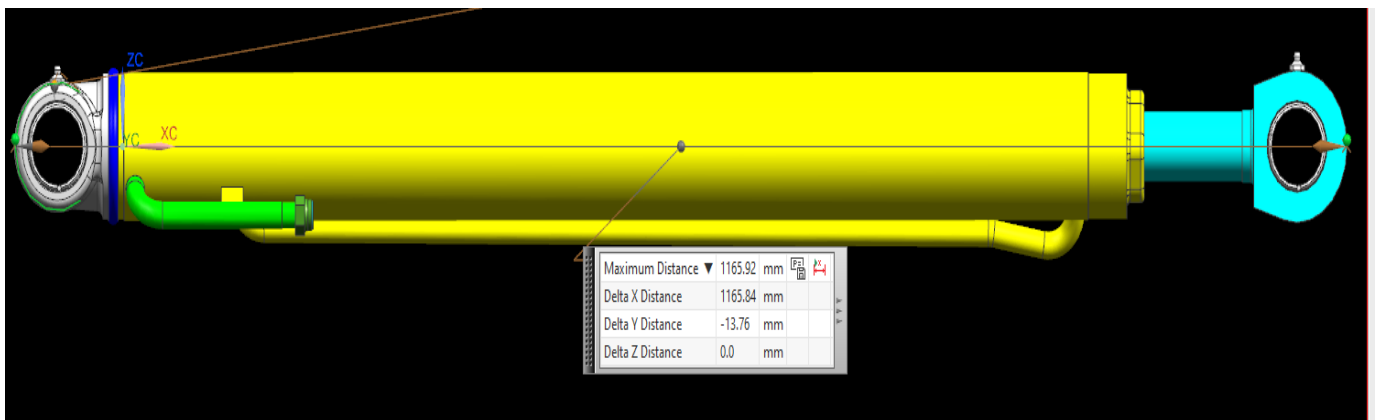 ZC
YC XC
Maximum Distance ▼ 1165.92 mm
Delta X Distance 1165.84 mm
Delta Y Distance -13.76 mm
Delta Z Distance 0.0 mm